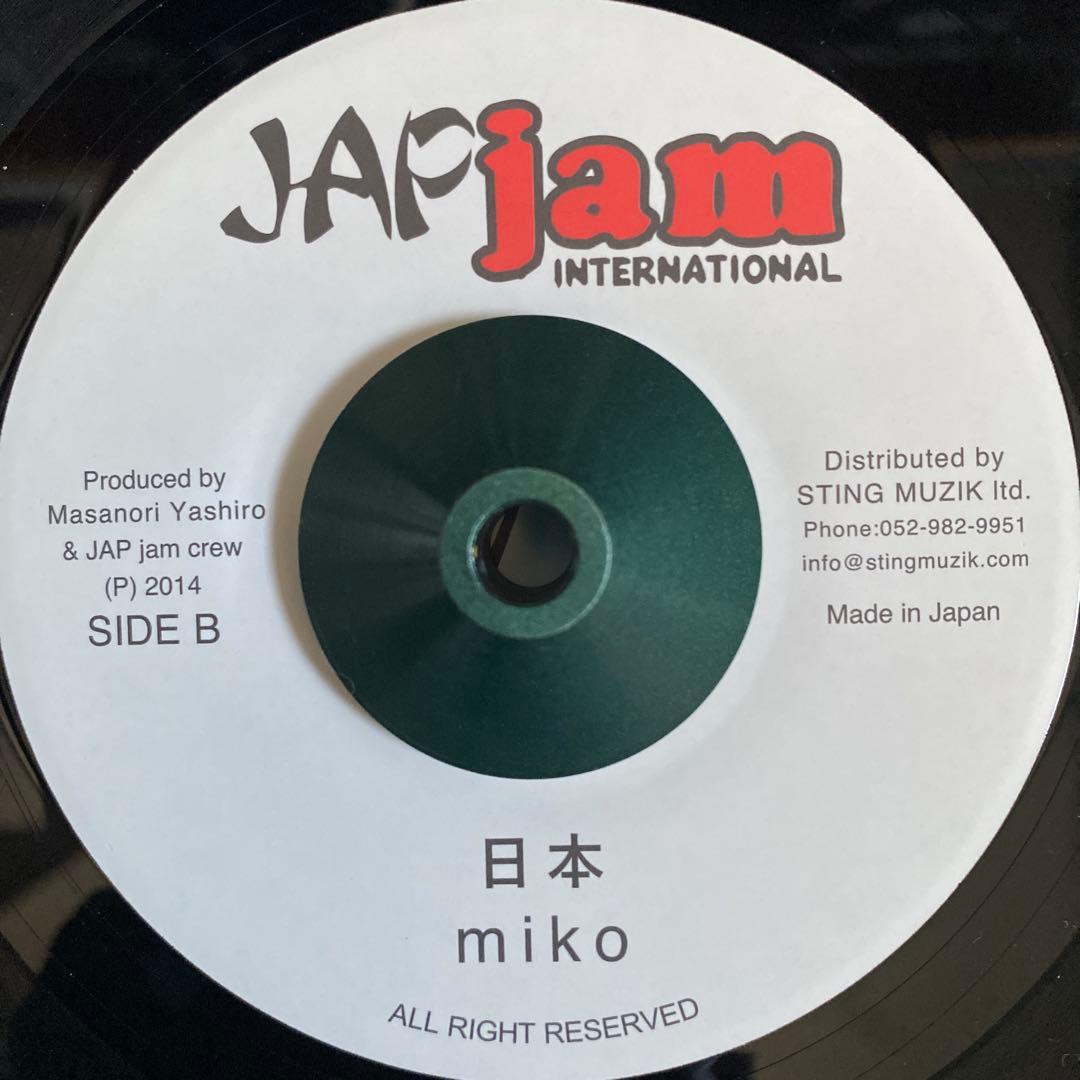 JAPjam
INTERNATIONAL
Produced by
Masanori Yashiro
& JAP jam crew
(P) 2014
SIDE B
Distributed by
STING MUZIK ltd.
Phone:052-982-9951
info@stingmuzik.com
Made in Japan
日本
miko
ALL RIGHT RESERVED